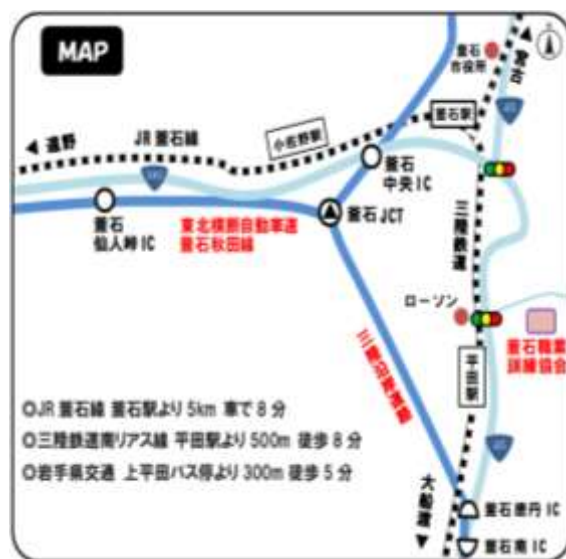 MAP
釜石
市役所
▲宮古
釜石駅
小佐野駅
JR 釜石線
◀ 遠野
釜石
中央 IC
釜石 JCT
釜石
仙人峠 IC
東北横断自動車道
釜石秋田線
三陸鉄道
ローソン
釜石職業
訓練協会
平田駅
三陸沿岸道路
〇JR 釜石線 釜石駅より 5km 車で 8 分
〇三陸鉄道南リアス線 平田駅より 500m 徒歩 8 分
〇岩手県交通 上平田バス停より 300m 徒歩 5 分
大船渡▼
釜石唐丹 IC
釜石南 IC